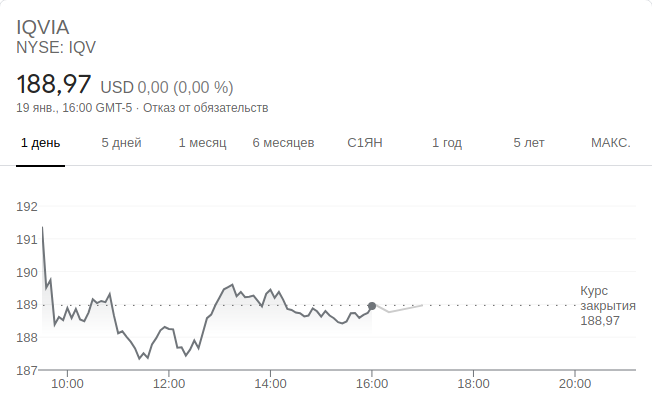 IQVIA
NYSE: IQV
188,97 USD 0,00 (0,00 %)
19 янв., 16:00 GMT-5 · Отказ от обязательств
1 день 5 дней 1 месяц 6 месяцев С1ЯН 1 год 5 лет МАКС.
192
191
190
189
188
187
Курс
закрытия
188,97
10:00 12:00 14:00 16:00 18:00 20:00